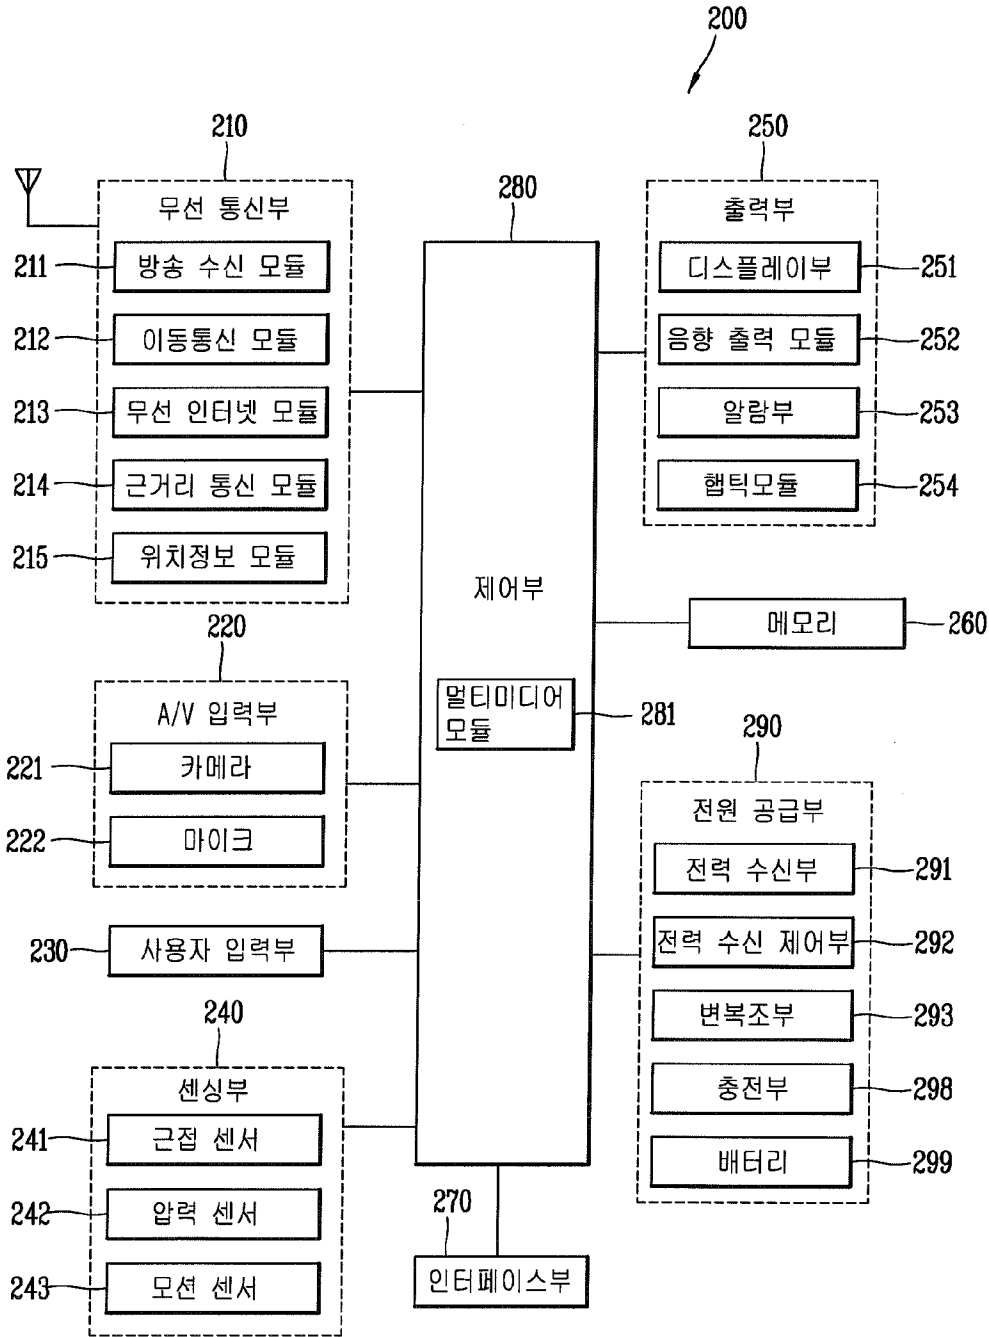 200
210
무선 통신부
211 방송 수신 모듈
212 이동통신 모듈
213 무선 인터넷 모듈
214 근거리 통신 모듈
215 위치정보 모듈
220
A/V 입력부
221 카메라
222 마이크
230 사용자 입력부
240
센싱부
241 근접 센서
242 압력 센서
243 모션 센서
280
제어부
멀티미디어 281
모듈
270
인터페이스부
250
출력부
디스플레이부 251
음향 출력 모듈 252
알람부 253
햅틱모듈 254
메모리 260
290
전원 공급부
전력 수신부 291
전력 수신 제어부 292
변복조부 293
충전부 298
배터리 299